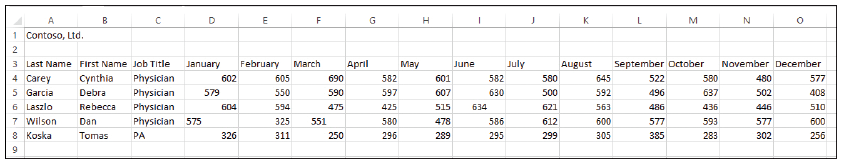 A B C D E F G H I J K L M N O
1 Contoso, Ltd.
2
3 Last Name First Name Job Title January February March April May June July August September October November December
4 Carey Cynthia Physician 602 605 690 582 601 582 580 645 522 580 480 577
5 Garcia Debra Physician 579 550 590 597 607 630 500 592 496 637 502 408
6 Laszlo Rebecca Physician 604 594 475 425 515 634 621 563 486 436 446 510
7 Wilson Dan Physician 575 325 551 580 478 586 612 600 577 593 577 600
8 Koska Tomas PA 326 311 250 296 289 295 299 305 385 283 302 256
9